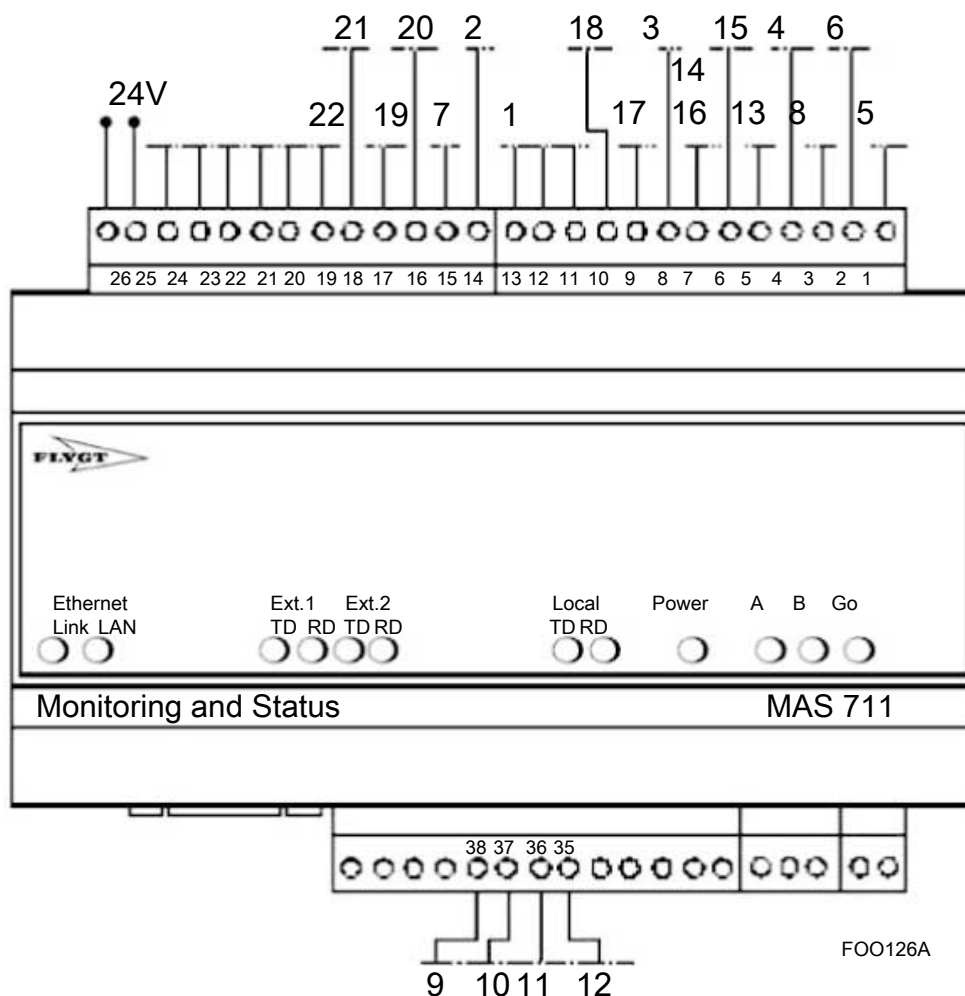 21 20 2 18 3 15 4 6
14
24V 22 19 7 1 17 16 13 8 5
26 25 24 23 22 21 20 19 18 17 16 15 14 13 12 11 10 9 8 7 6 5 4 3 2 1
FLYGT
Ethernet Ext.1 Ext.2 Local Power A B Go
Link LAN TD RD TD RD TD RD
Monitoring and Status MAS 711
38 37 36 35
FOO126A
9 10 11 12